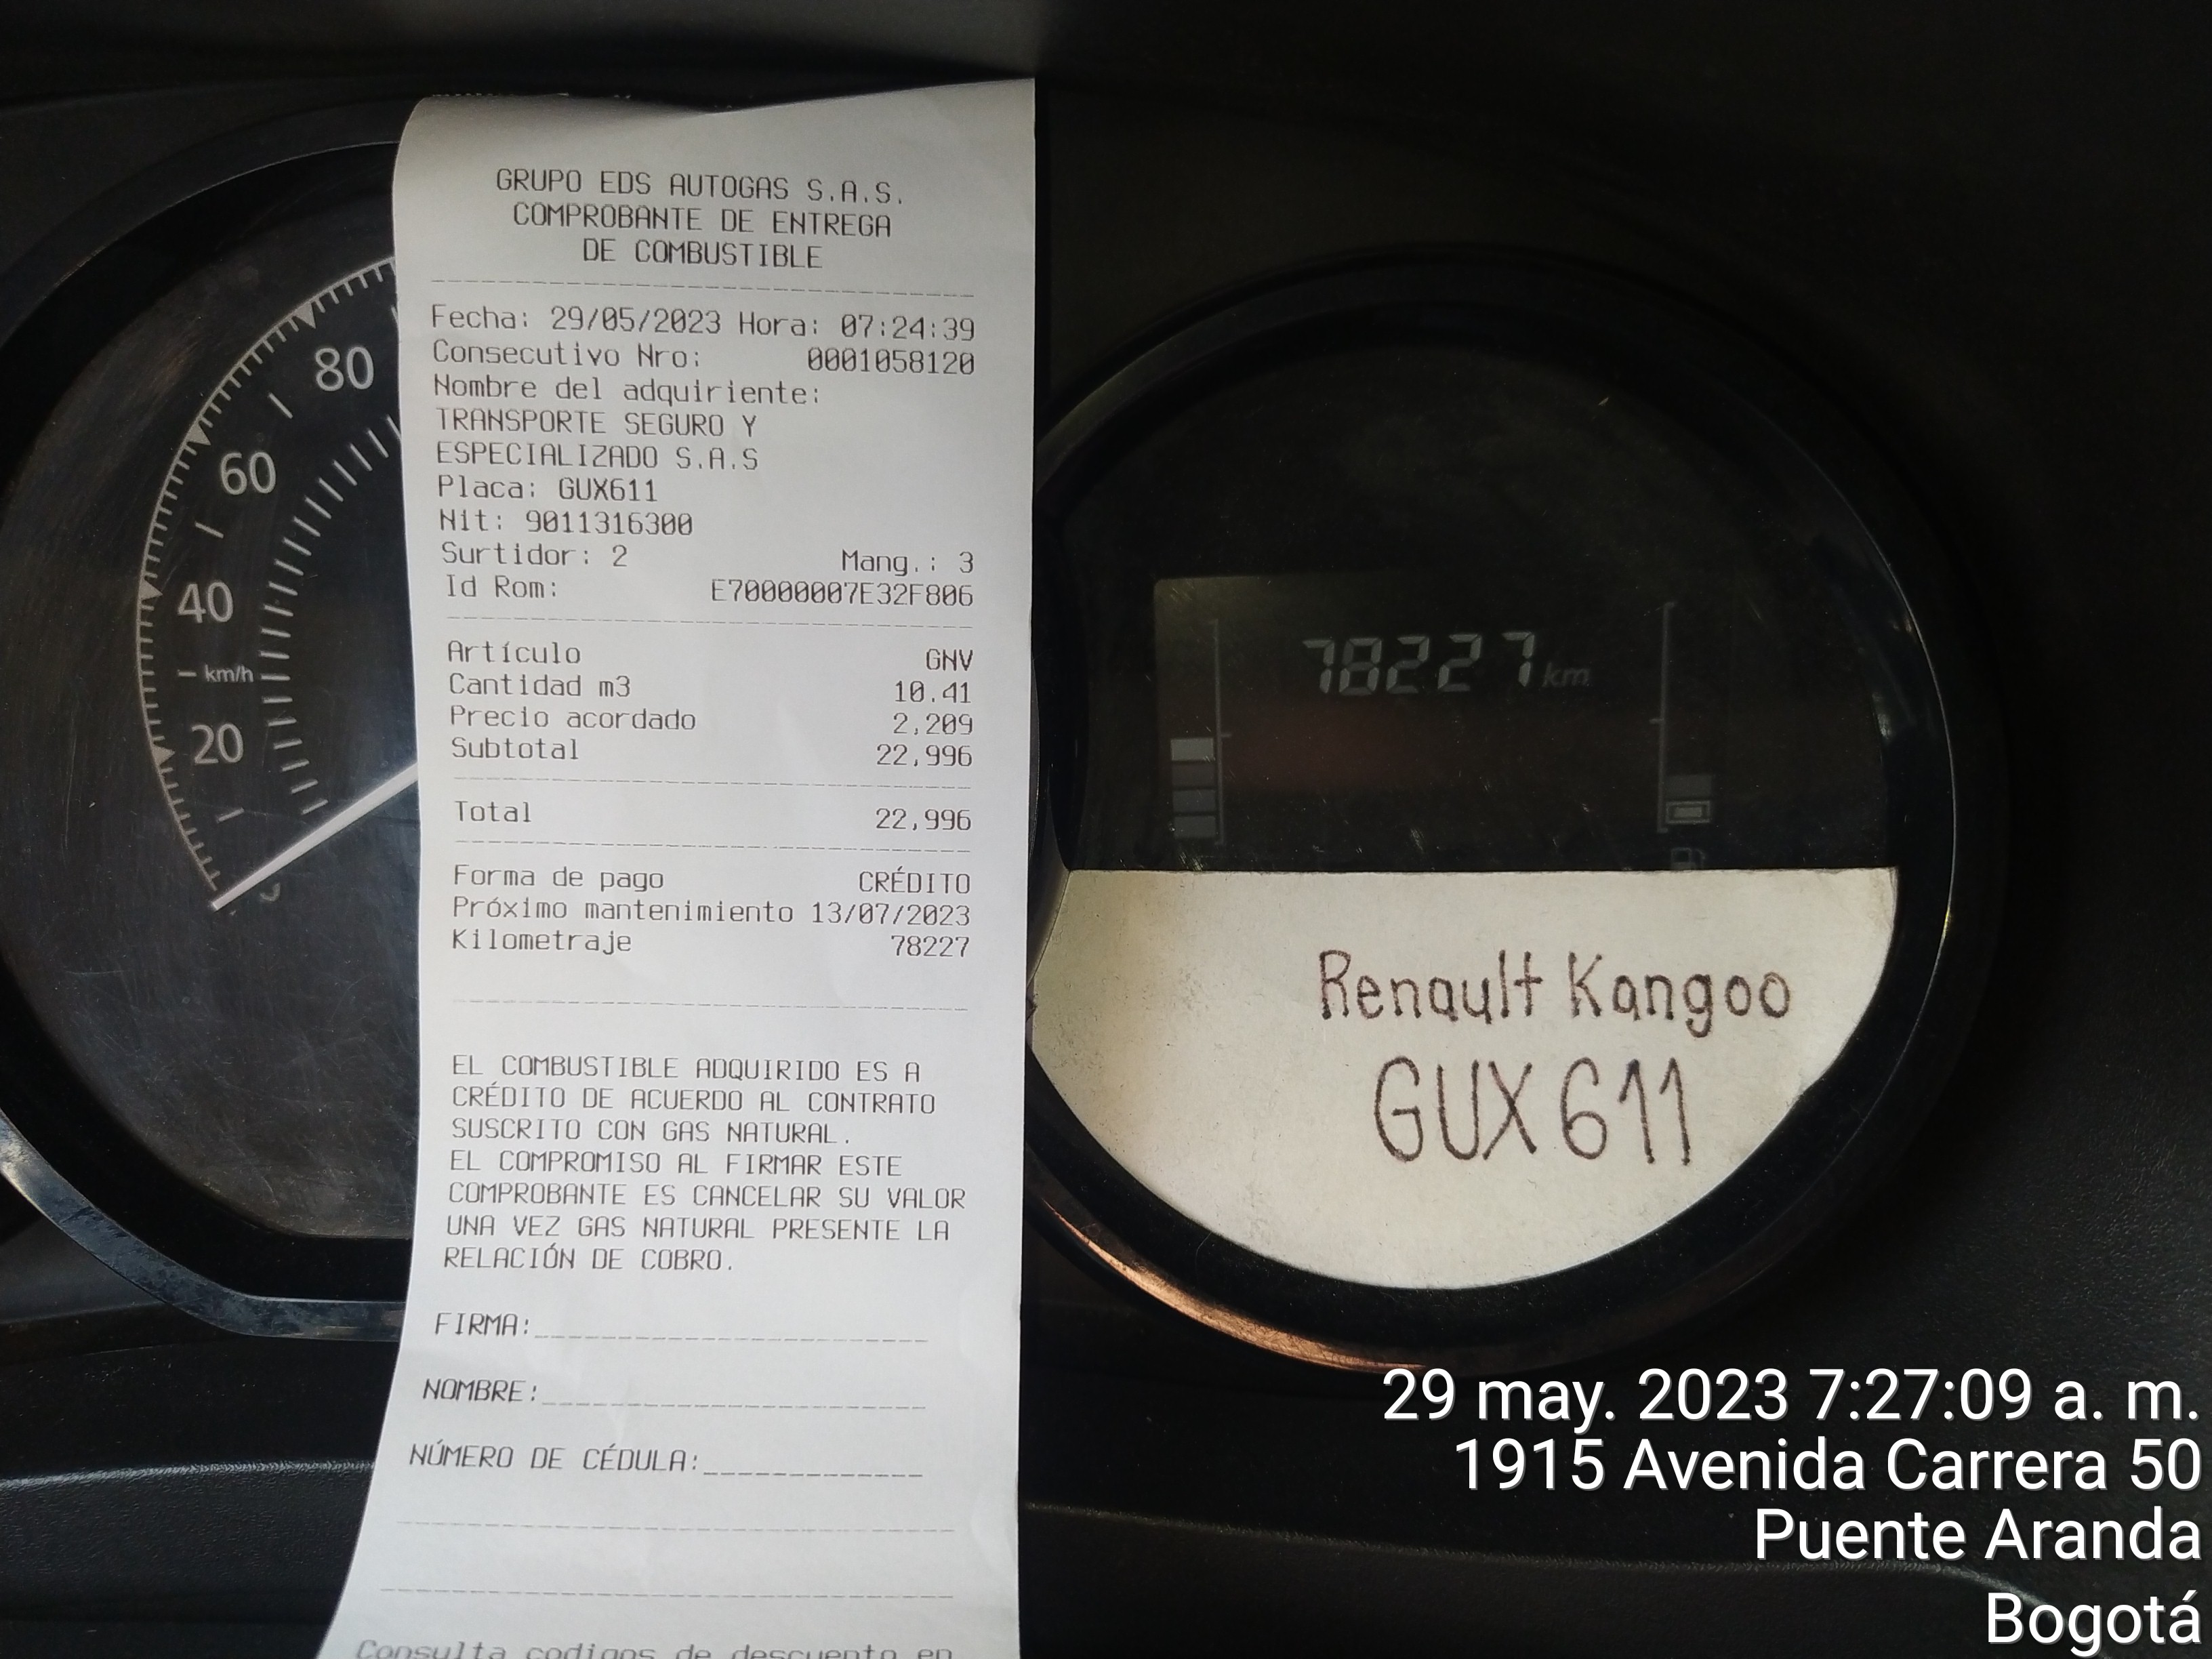 GRUPO EDS AUTOGAS S.A.S.
COMPROBANTE DE ENTREGA
DE COMBUSTIBLE
Fecha: 29/05/2023 Hora: 07:24:39
Consecutivo Nro: 0001058120
Nombre del adquiriente:
TRANSPORTE SEGURO Y
ESPECIALIZADO S.A.S
Placa: GUX611
Nit: 9011316300
Surtidor: 2 Mang.: 3
Id Rom: E70000007E32F806
Artículo GNV
Cantidad m3 10.41
Precio acordado 2,209
Subtotal 22,996
Total 22,996
Forma de pago CRÉDITO
Próximo mantenimiento 13/07/2023
Kilometraje 78227
EL COMBUSTIBLE ADQUIRIDO ES A
CRÉDITO DE ACUERDO AL CONTRATO
SUSCRITO CON GAS NATURAL.
EL COMPROMISO AL FIRMAR ESTE
COMPROBANTE ES CANCELAR SU VALOR
UNA VEZ GAS NATURAL PRESENTE LA
RELACIÓN DE COBRO.
FIRMA:
NOMBRE:
NÚMERO DE CÉDULA:
Consulta codigos de descuento en
80
60
40
km/h
20
78227 km
Renault Kangoo
GUX611
29 may. 2023 7:27:09 a. m.
1915 Avenida Carrera 50
Puente Aranda
Bogotá